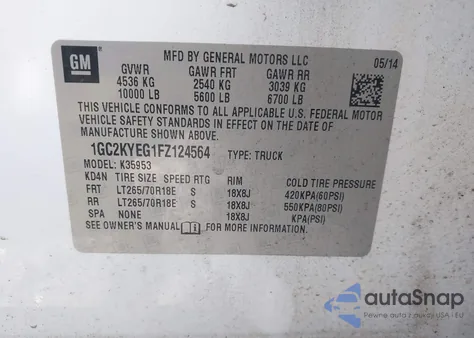 GM
MFD BY GENERAL MOTORS LLC
05/14
GVWR GAWR FRT GAWR RR
4536 KG 2540 KG 3039 KG
10000 LB 5600 LB 6700 LB
THIS VEHICLE CONFORMS TO ALL APPLICABLE U.S. FEDERAL MOTOR
VEHICLE SAFETY STANDARDS IN EFFECT ON THE DATE OF
MANUFACTURE SHOWN ABOVE.
1GC2KYEG1FZ124564 TYPE: TRUCK
MODEL: K35953
KD4N TIRE SIZE SPEED RTG RIM COLD TIRE PRESSURE
FRT LT265/70R18E S 18X8J 420KPA(60PSI)
RR LT265/70R18E S 18X8J 550KPA(80PSI)
SPA NONE 18X8J KPA(PSI)
SEE OWNER'S MANUAL FOR MORE INFORMATION.
autoSnap
Pewne auta z USA i EU